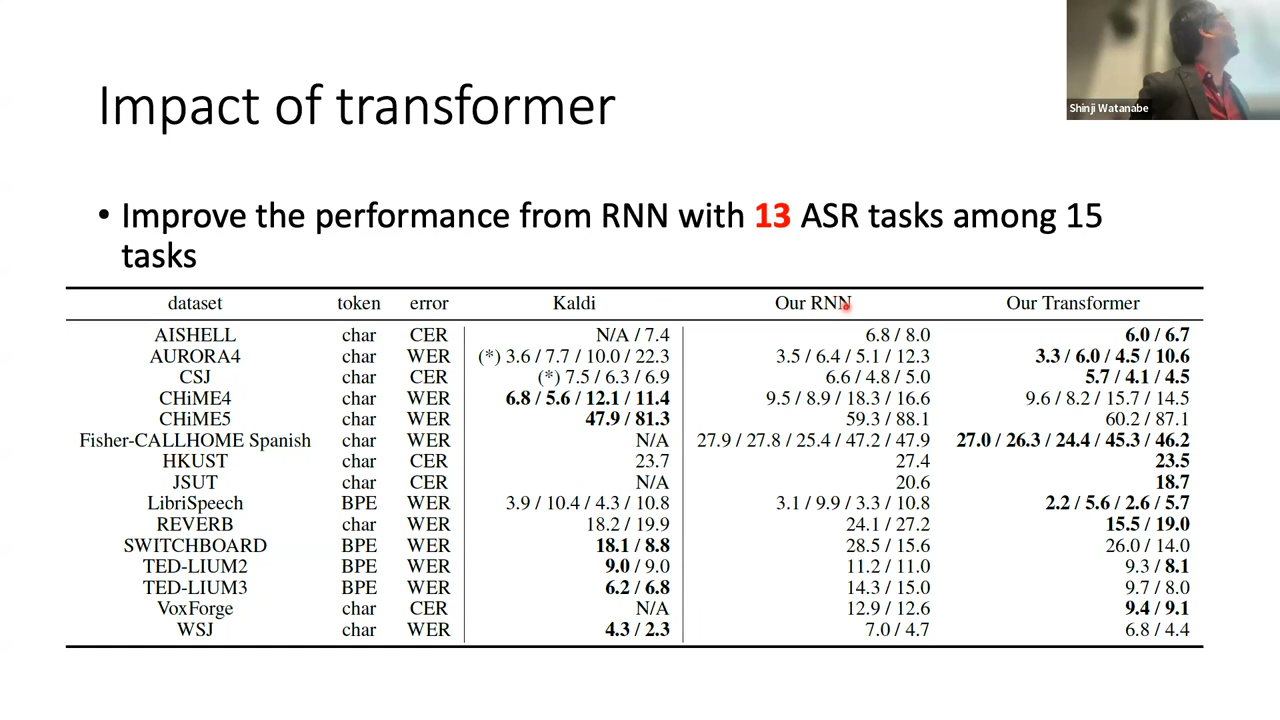 Shinji Watanabe
Impact of transformer
• Improve the performance from RNN with 13 ASR tasks among 15
tasks
dataset token error Kaldi Our RNN Our Transformer
AISHELL char CER N/A / 7.4 6.8 / 8.0 6.0 / 6.7
AURORA4 char WER (*) 3.6 / 7.7 / 10.0 / 22.3 3.5 / 6.4 / 5.1 / 12.3 3.3 / 6.0 / 4.5 / 10.6
CSJ char CER (*) 7.5 / 6.3 / 6.9 6.6 / 4.8 / 5.0 5.7 / 4.1 / 4.5
CHiME4 char WER 6.8 / 5.6 / 12.1 / 11.4 9.5 / 8.9 / 18.3 / 16.6 9.6 / 8.2 / 15.7 / 14.5
CHiME5 char WER 47.9 / 81.3 59.3 / 88.1 60.2 / 87.1
Fisher-CALLHOME Spanish char WER N/A 27.9 / 27.8 / 25.4 / 47.2 / 47.9 27.0 / 26.3 / 24.4 / 45.3 / 46.2
HKUST char CER 23.7 27.4 23.5
JSUT char CER N/A 20.6 18.7
LibriSpeech BPE WER 3.9 / 10.4 / 4.3 / 10.8 3.1 / 9.9 / 3.3 / 10.8 2.2 / 5.6 / 2.6 / 5.7
REVERB char WER 18.2 / 19.9 24.1 / 27.2 15.5 / 19.0
SWITCHBOARD BPE WER 18.1 / 8.8 28.5 / 15.6 26.0 / 14.0
TED-LIUM2 BPE WER 9.0 / 9.0 11.2 / 11.0 9.3 / 8.1
TED-LIUM3 BPE WER 6.2 / 6.8 14.3 / 15.0 9.7 / 8.0
VoxForge char CER N/A 12.9 / 12.6 9.4 / 9.1
WSJ char WER 4.3 / 2.3 7.0 / 4.7 6.8 / 4.4